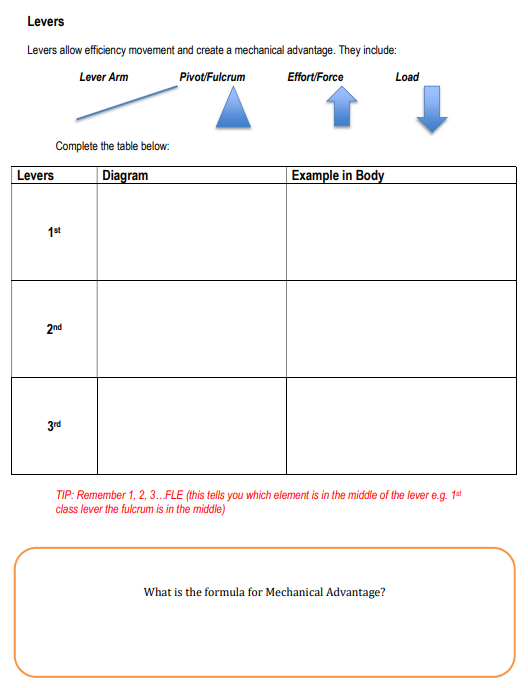 Levers
Levers allow efficiency movement and create a mechanical advantage. They include:
Lever Arm Pivot/Fulcrum Effort/Force Load
Complete the table below:
Levers Diagram Example in Body
1st
2nd
3rd
TIP: Remember 1, 2, 3…FLE (this tells you which element is in the middle of the lever e.g. 1st
class lever the fulcrum is in the middle)
What is the formula for Mechanical Advantage?